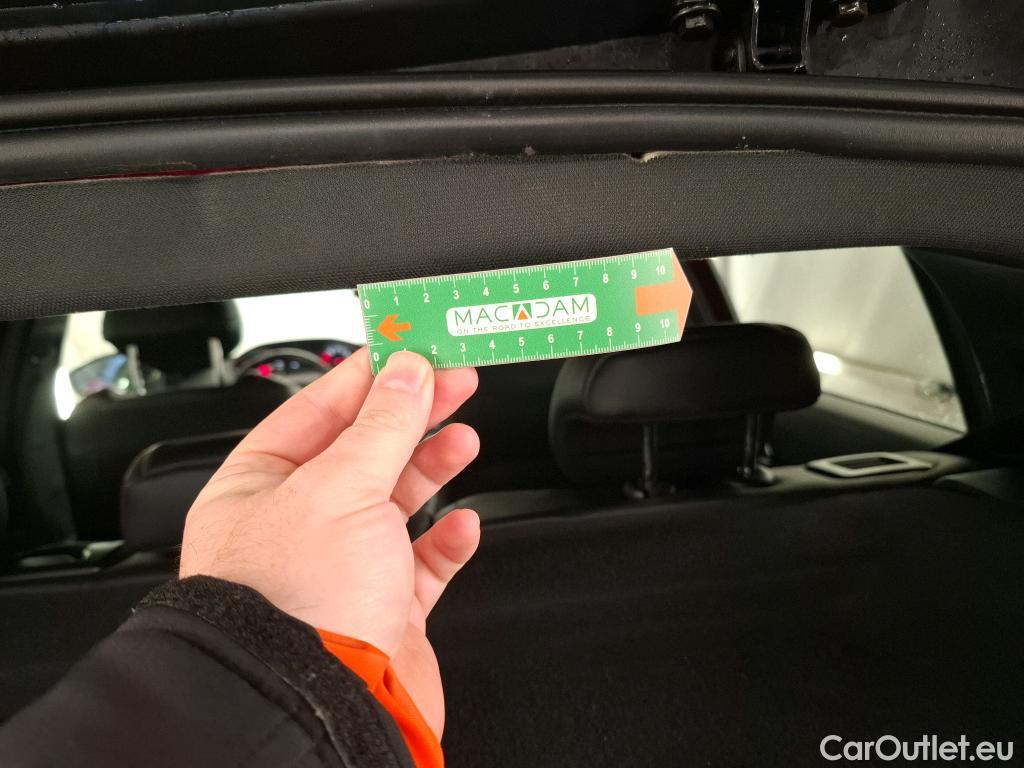 0 1 2 3 4 5 6 7 8 9 10
MACADAM
ON THE ROAD TO EXCELLENCE
0 2 3 4 5 6 7 8 9 10
CarOutlet.eu